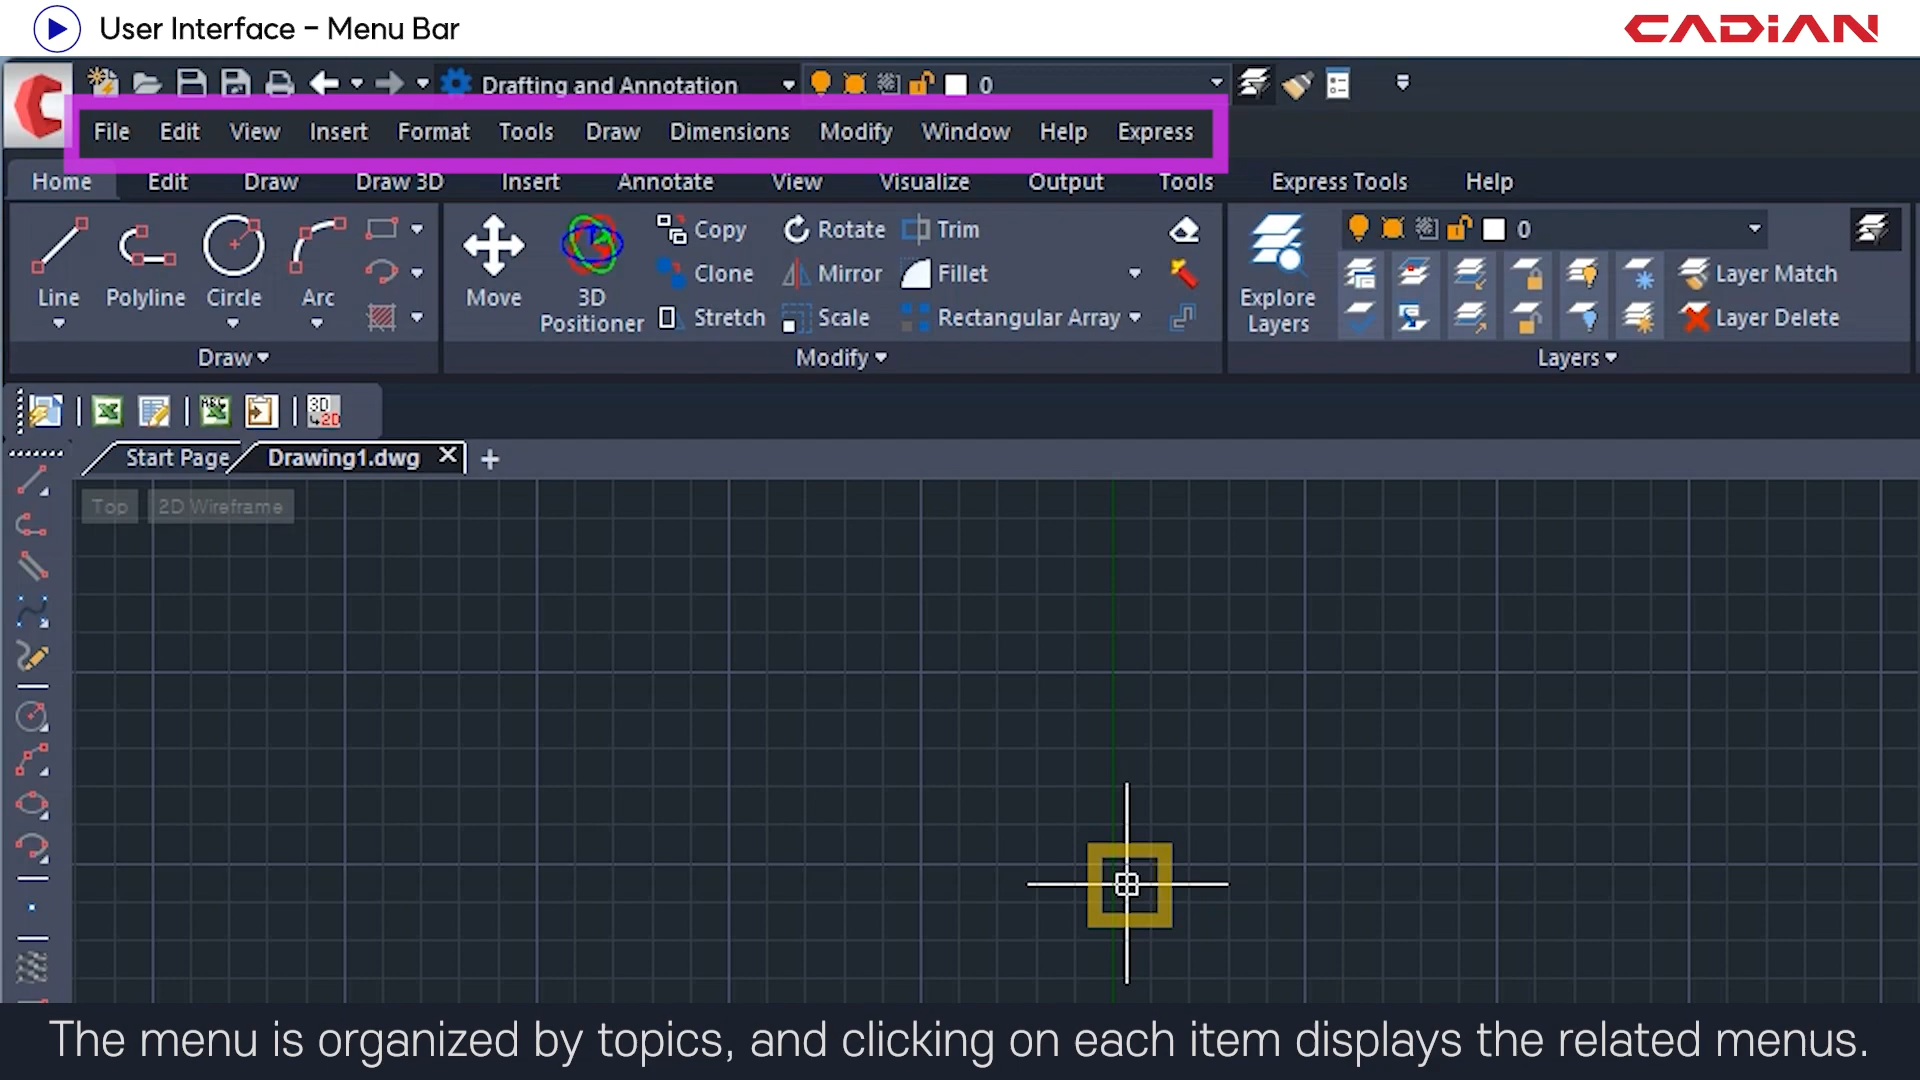 User Interface – Menu Bar
CADiAN
Drafting and Annotation
0
File Edit View Insert Format Tools Draw Dimensions Modify Window Help Express
Home Edit Draw Draw 3D Insert Annotate View Visualize Output Tools Express Tools Help
Line Polyline Circle Arc
Draw
Move
3D
Positioner
Copy Rotate Trim
Clone Mirror Fillet
Stretch Scale Rectangular Array
Modify
Explore
Layers
0
Layer Match
Layer Delete
Layers
ABC
3D
2D
Start Page Drawing1.dwg +
Top 2D Wireframe
The menu is organized by topics, and clicking on each item displays the related menus.